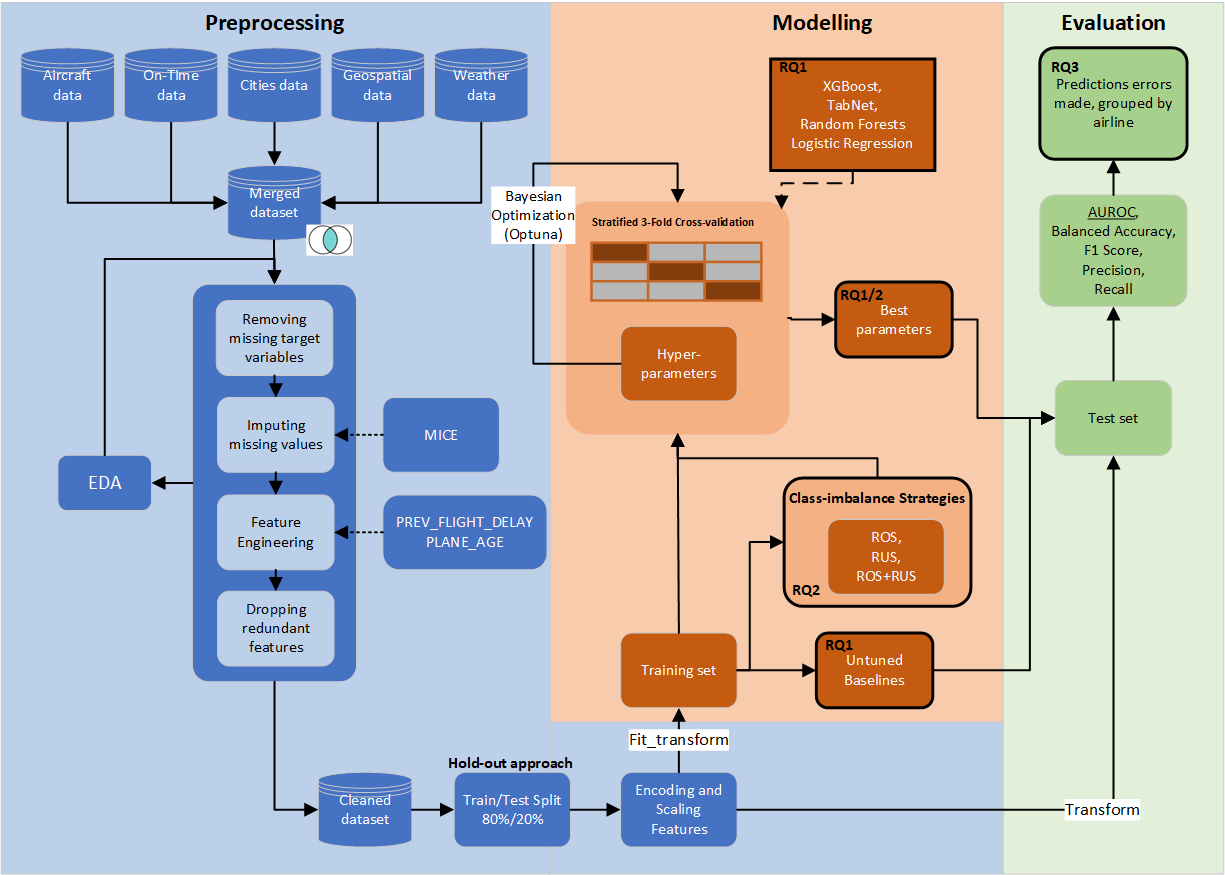 Preprocessing
Modelling
Evaluation
Aircraft
data
On-Time
data
Cities data
Geospatial
data
Weather
data
Merged
dataset
Removing
missing target
variables
Imputing
missing values
MICE
EDA
Feature
Engineering
PREV_FLIGHT_DELAY
PLANE_AGE
Dropping
redundant
features
Cleaned
dataset
Hold-out approach
Train/Test Split
80%/20%
Encoding and
Scaling
Features
Fit_transform
Transform
RQ1
XGBoost,
TabNet,
Random Forests
Logistic Regression
Bayesian
Optimization
(Optuna)
Stratified 3-Fold Cross-validation
Hyper-
parameters
RQ1/2
Best
parameters
Class-imbalance Strategies
ROS,
RUS,
ROS+RUS
RQ2
Training set
RQ1
Untuned
Baselines
RQ3
Predictions errors
made, grouped by
airline
AUROC,
Balanced Accuracy,
F1 Score,
Precision,
Recall
Test set